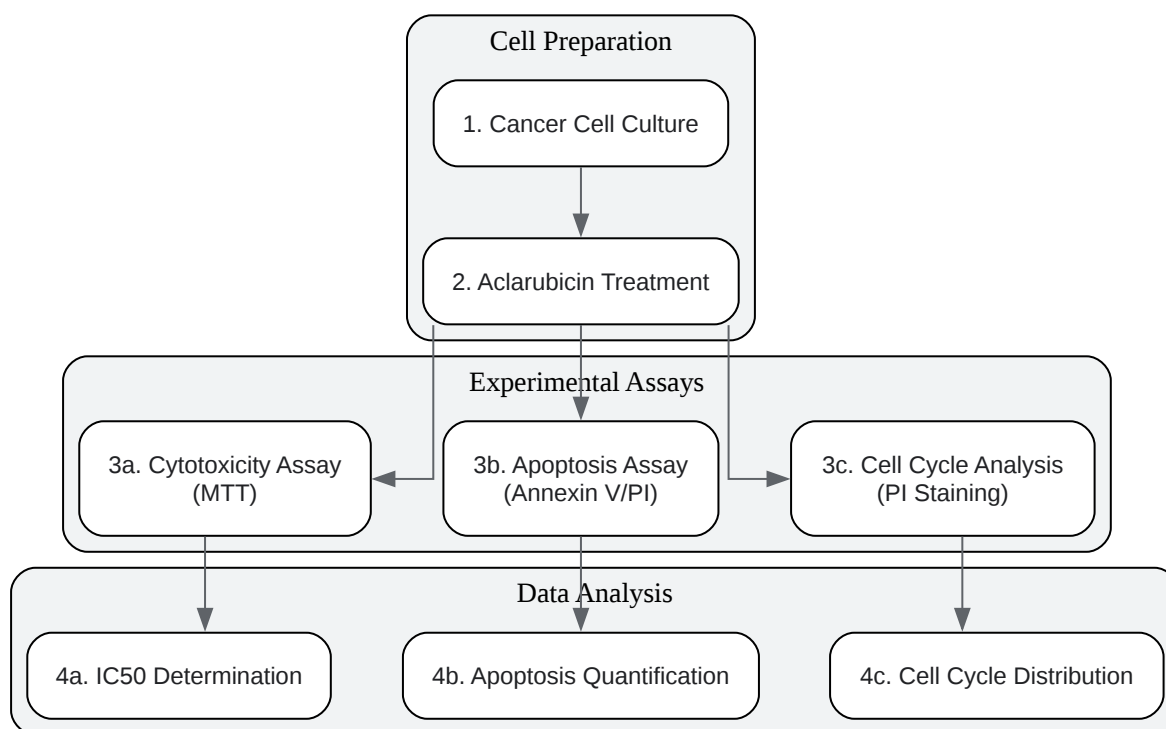 Cell Preparation
1. Cancer Cell Culture
2. Aclarubicin Treatment
Experimental Assays
3a. Cytotoxicity Assay
(MTT)
3b. Apoptosis Assay
(Annexin V/PI)
3c. Cell Cycle Analysis
(PI Staining)
Data Analysis
4a. IC50 Determination
4b. Apoptosis Quantification
4c. Cell Cycle Distribution